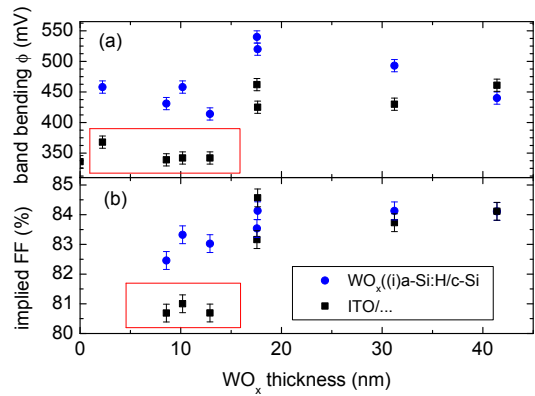 (a)
band bending ϕ (mV)
550
500
450
400
350
(b)
implied FF (%)
85
84
83
82
81
80
WOx((i)a-Si:H/c-Si
ITO/...
0 10 20 30 40
WOx thickness (nm)